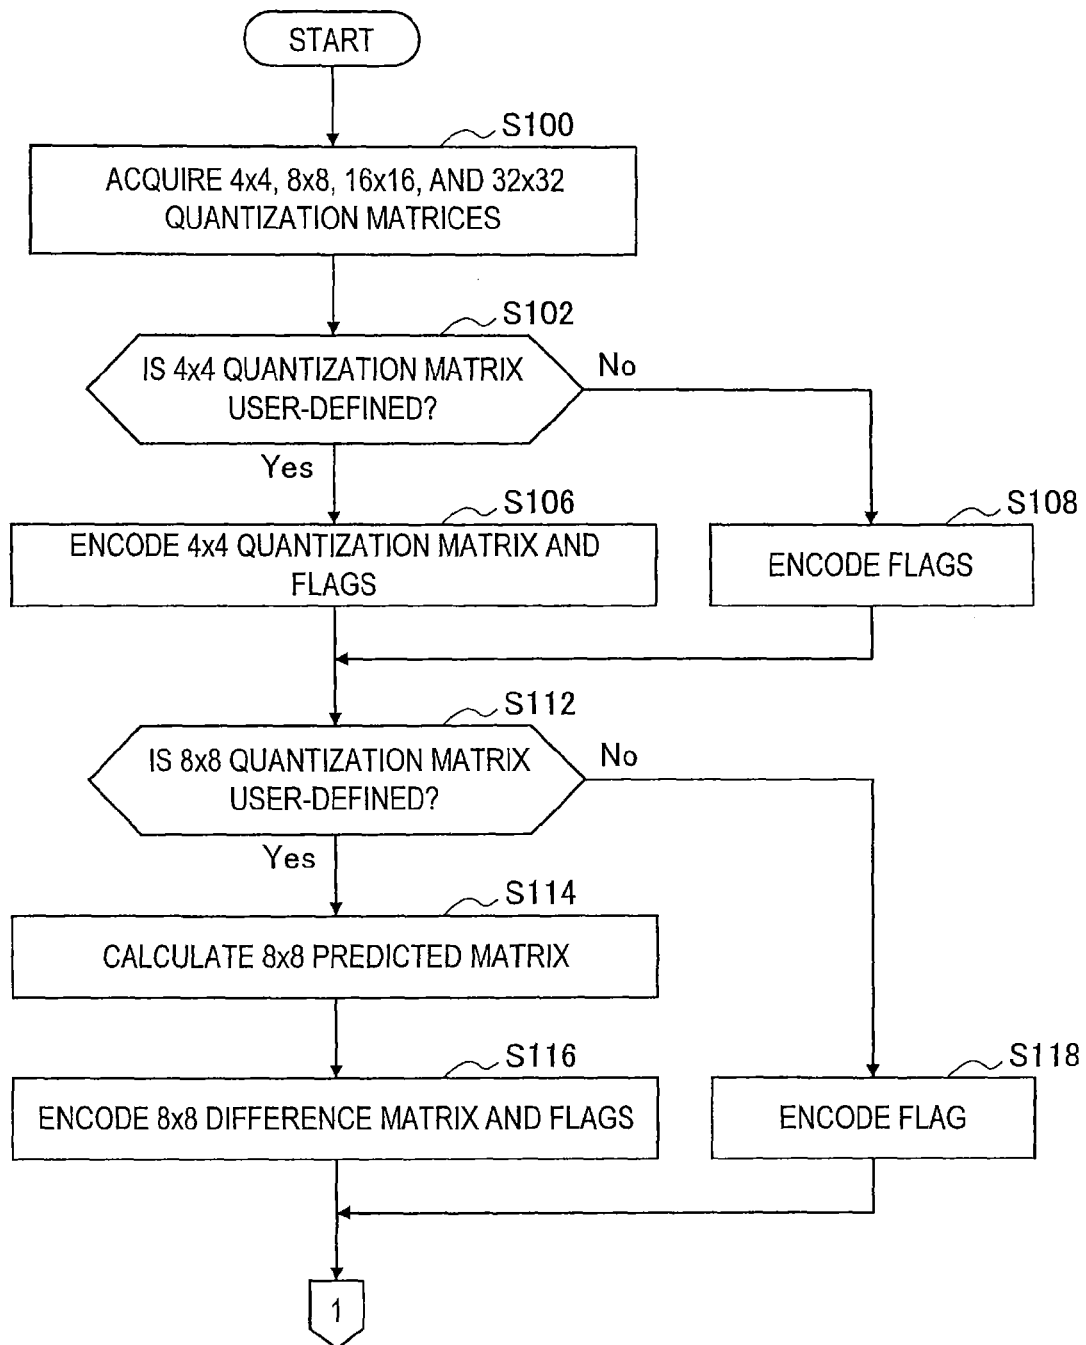 START
S100
ACQUIRE 4x4, 8x8, 16x16, AND 32x32
QUANTIZATION MATRICES
S102
IS 4x4 QUANTIZATION MATRIX
USER-DEFINED?
No
Yes
S106
ENCODE 4x4 QUANTIZATION MATRIX AND
FLAGS
S108
ENCODE FLAGS
S112
IS 8x8 QUANTIZATION MATRIX
USER-DEFINED?
No
Yes
S114
CALCULATE 8x8 PREDICTED MATRIX
S116
ENCODE 8x8 DIFFERENCE MATRIX AND FLAGS
S118
ENCODE FLAG
1